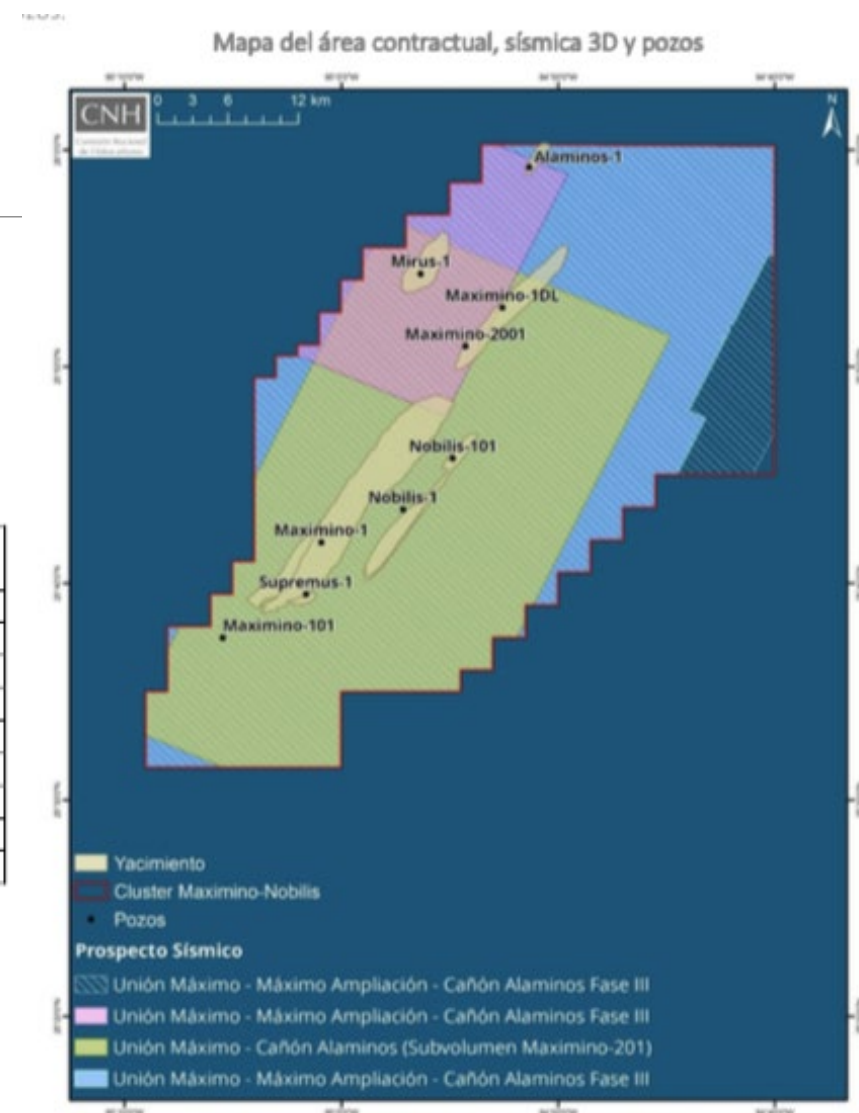 Mapa del área contractual, sísmica 3D y pozos
CNH
0 3 6 12 km
N
Alaminos-1
Mirus-1
Maximino-1DL
Maximino-2001
Nobilis-101
Nobilis-1
Maximino-1
Supremus-1
Maximino-101
Yacimiento
Cluster Maximino-Nobilis
Pozos
Prospecto Sísmico
Unión Máximo - Máximo Ampliación - Cañón Alaminos Fase III
Unión Máximo - Máximo Ampliación - Cañón Alaminos Fase III
Unión Máximo - Cañón Alaminos (Subvolumen Maximino-201)
Unión Máximo - Máximo Ampliación - Cañón Alaminos Fase III